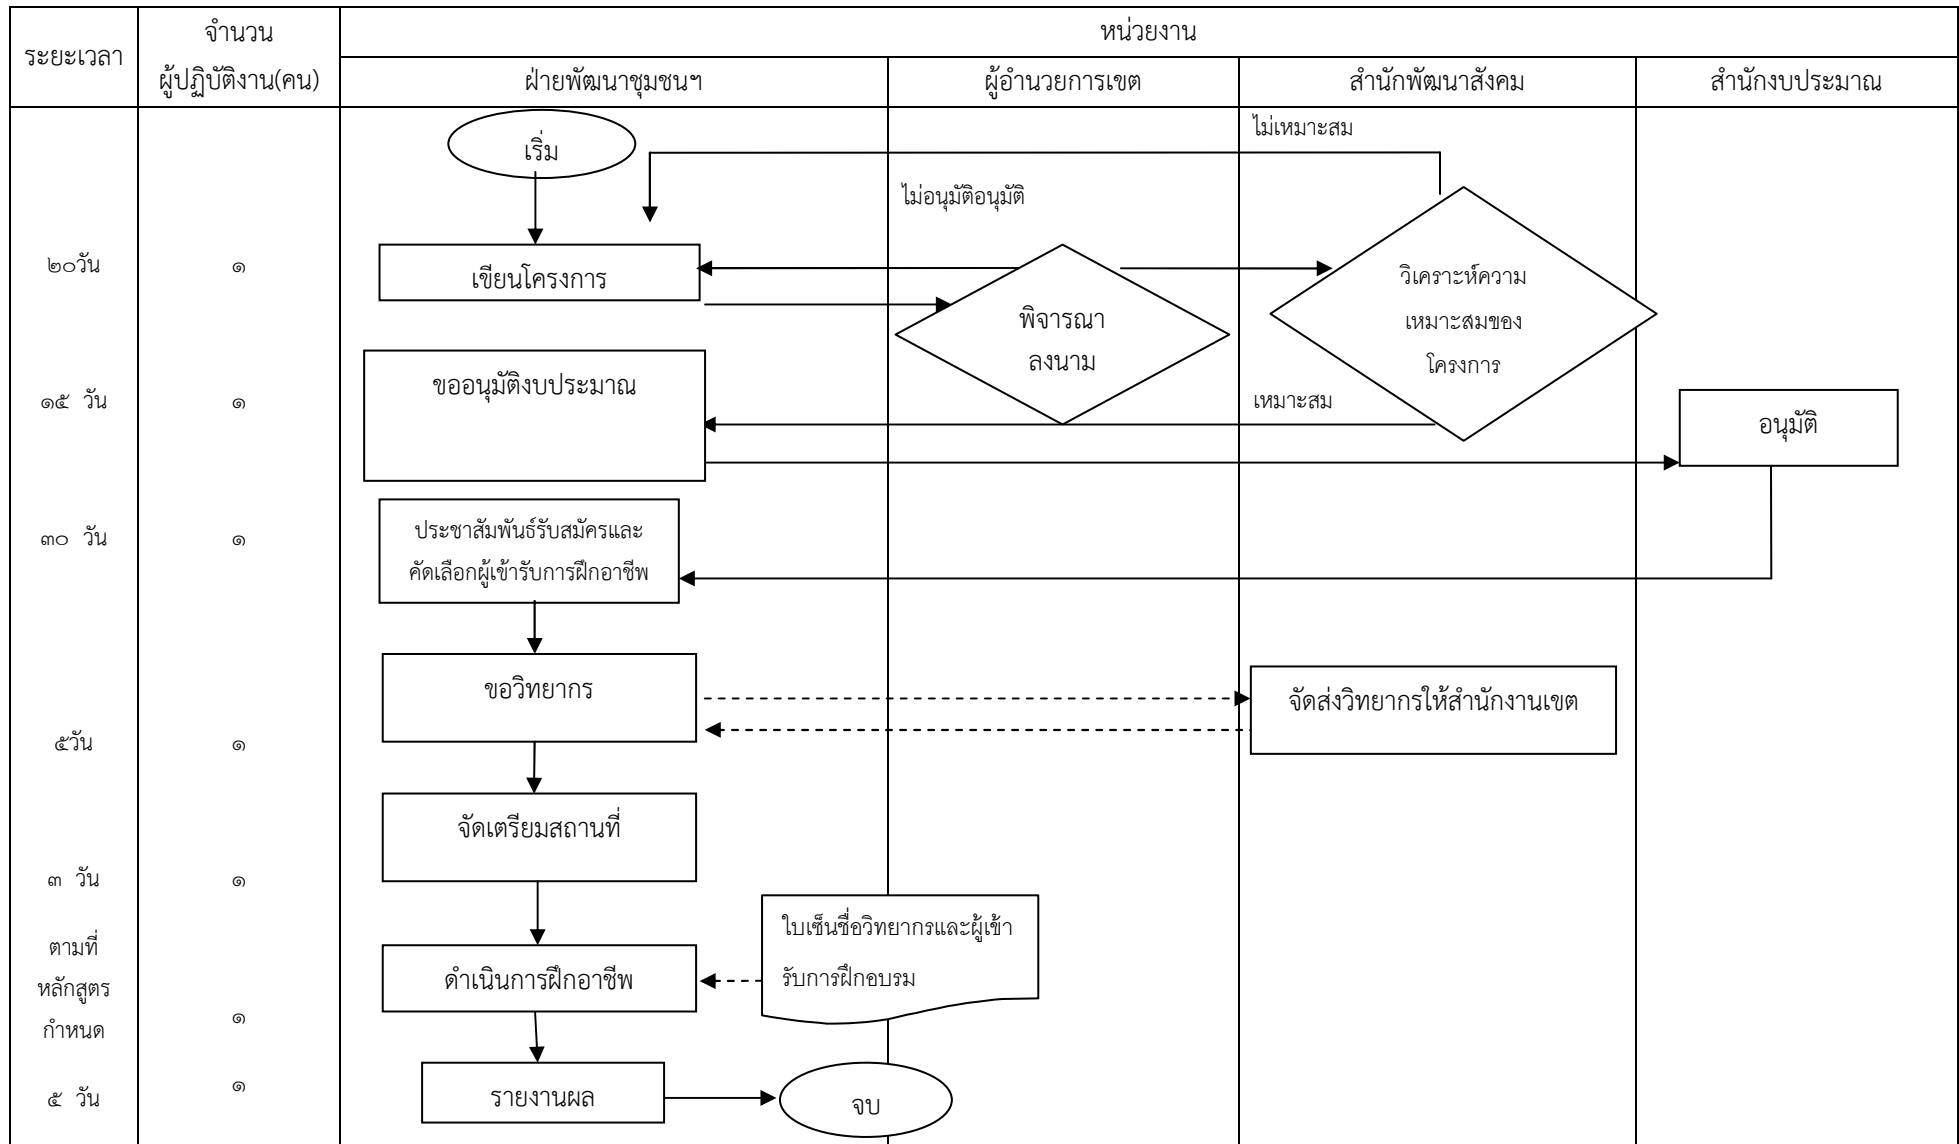 ระยะเวลา
จำนวน
ผู้ปฏิบัติงาน(คน)
หน่วยงาน
ฝ่ายพัฒนาชุมชนฯ
ผู้อำนวยการเขต
สำนักพัฒนาสังคม
สำนักงบประมาณ
เริ่ม
ไม่เหมาะสม
ไม่อนุมัติอนุมัติ
๒๐วัน
๑
เขียนโครงการ
พิจารณา
ลงนาม
วิเคราะห์ความ
เหมาะสมของ
โครงการ
๑๕ วัน
๑
ขออนุมัติงบประมาณ
เหมาะสม
อนุมัติ
๓๐ วัน
๑
ประชาสัมพันธ์รับสมัครและ
คัดเลือกผู้เข้ารับการฝึกอาชีพ
ขอวิทยากร
จัดส่งวิทยากรให้สำนักงานเขต
๕วัน
๑
จัดเตรียมสถานที่
๓ วัน
๑
ใบเซ็นชื่อวิทยากรและผู้เข้า
รับการฝึกอบรม
ตามที่
หลักสูตร
กำหนด
๑
ดำเนินการฝึกอาชีพ
๕ วัน
๑
รายงานผล
จบ